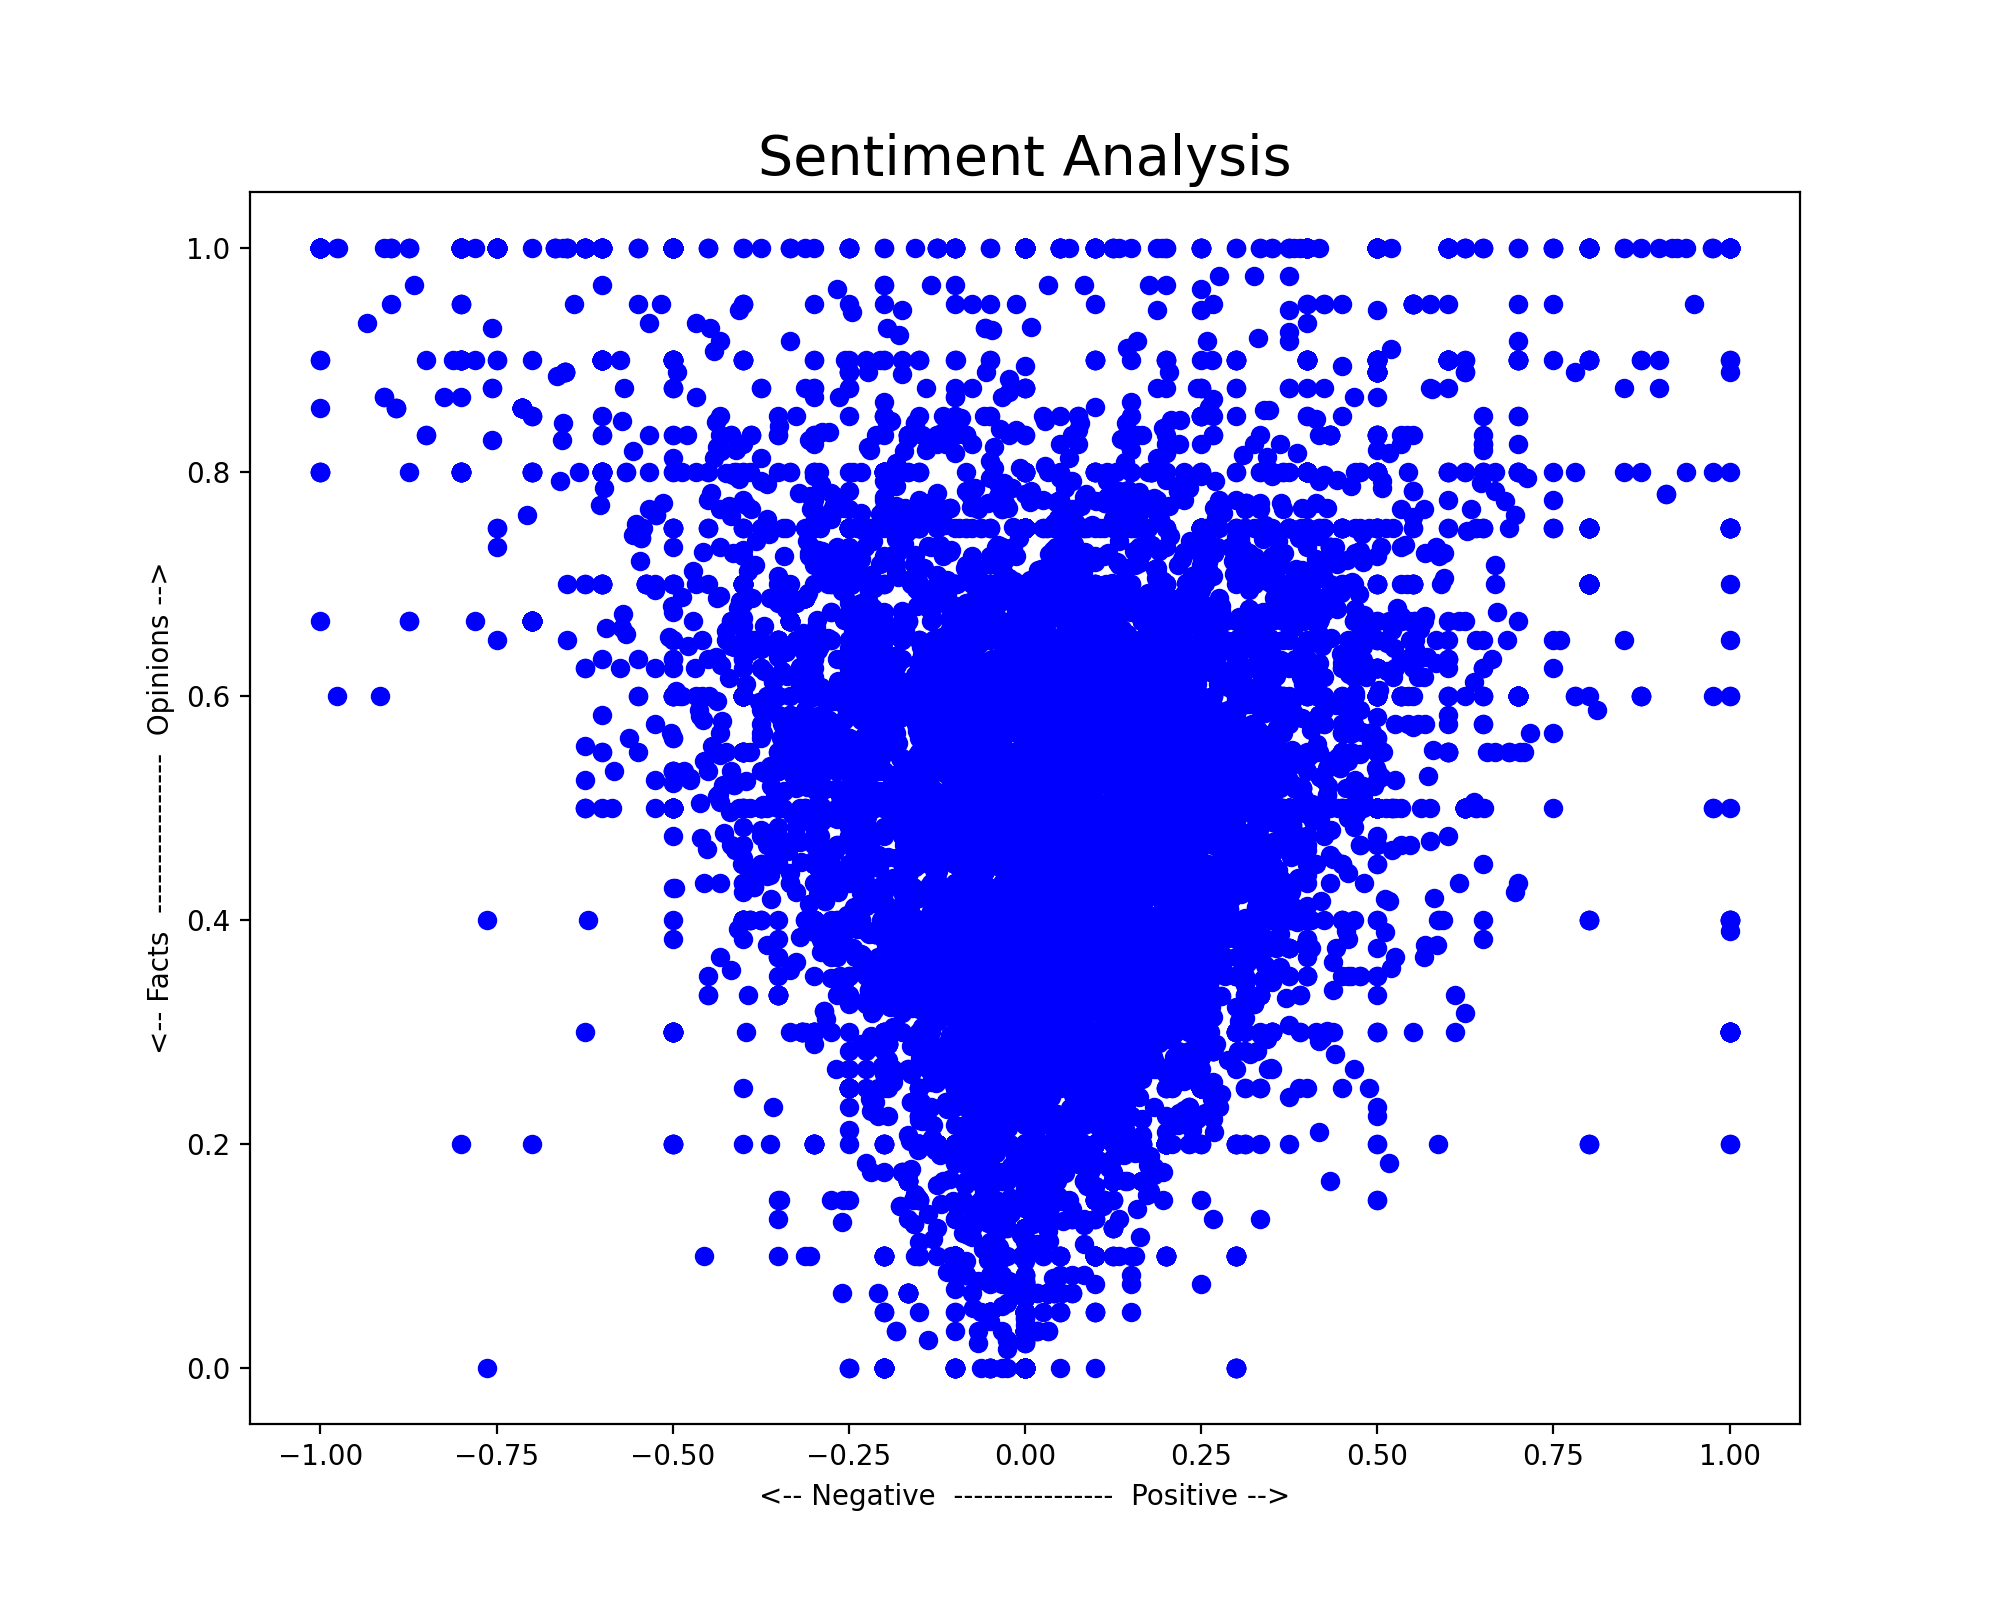 Sentiment Analysis
1.0
0.8
0.6
0.4
0.2
0.0
<-- Facts  ---------------  Opinions -->
−1.00 −0.75 −0.50 −0.25 0.00 0.25 0.50 0.75 1.00
<-- Negative  ---------------  Positive -->